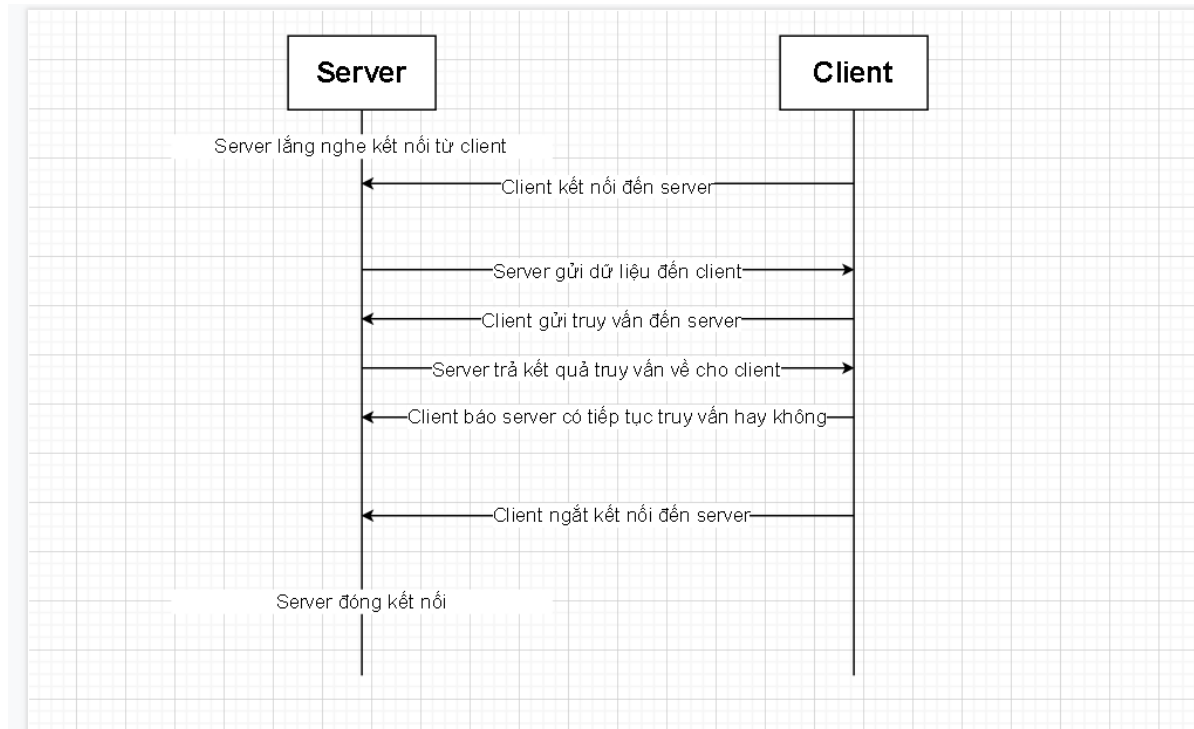 Server
Client
Server lắng nghe kết nối từ client
Client kết nối đến server
Server gửi dữ liệu đến client
Client gửi truy vấn đến server
Server trả kết quả truy vấn về cho client
Client báo server có tiếp tục truy vấn hay không
Client ngắt kết nối đến server
Server đóng kết nối